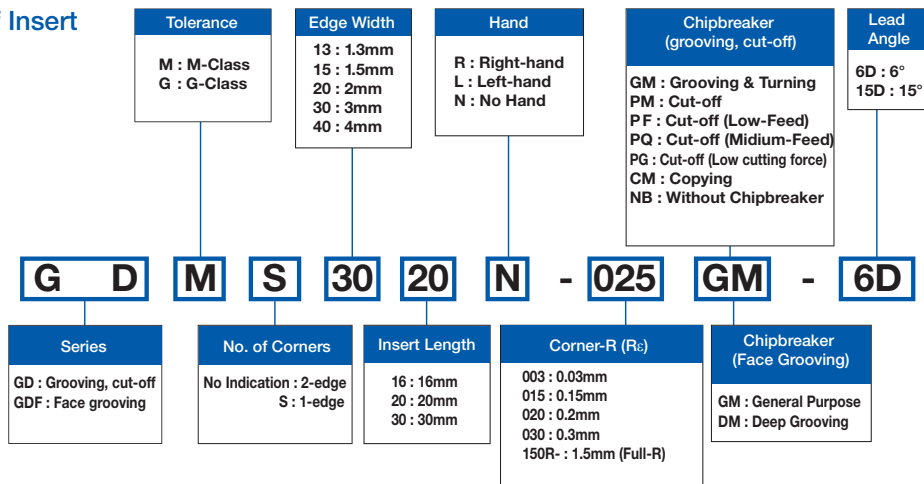 Insert
Tolerance
M : M-Class
G : G-Class
Edge Width
13 : 1.3mm
15 : 1.5mm
20 : 2mm
30 : 3mm
40 : 4mm
Hand
R : Right-hand
L : Left-hand
N : No Hand
Chipbreaker
(grooving, cut-off)
GM : Grooving & Turning
PM : Cut-off
PF : Cut-off (Low-Feed)
PQ : Cut-off (Midium-Feed)
PG : Cut-off (Low cutting force)
CM : Copying
NB : Without Chipbreaker
Lead
Angle
6D : 6°
15D : 15°
G D M S 30 20 N - 025 GM - 6D
Series
GD : Grooving, cut-off
GDF : Face grooving
No. of Corners
No Indication : 2-edge
S : 1-edge
Insert Length
16 : 16mm
20 : 20mm
30 : 30mm
Corner-R (Rε)
003 : 0.03mm
015 : 0.15mm
020 : 0.2mm
030 : 0.3mm
150R- : 1.5mm (Full-R)
Chipbreaker
(Face Grooving)
GM : General Purpose
DM : Deep Grooving